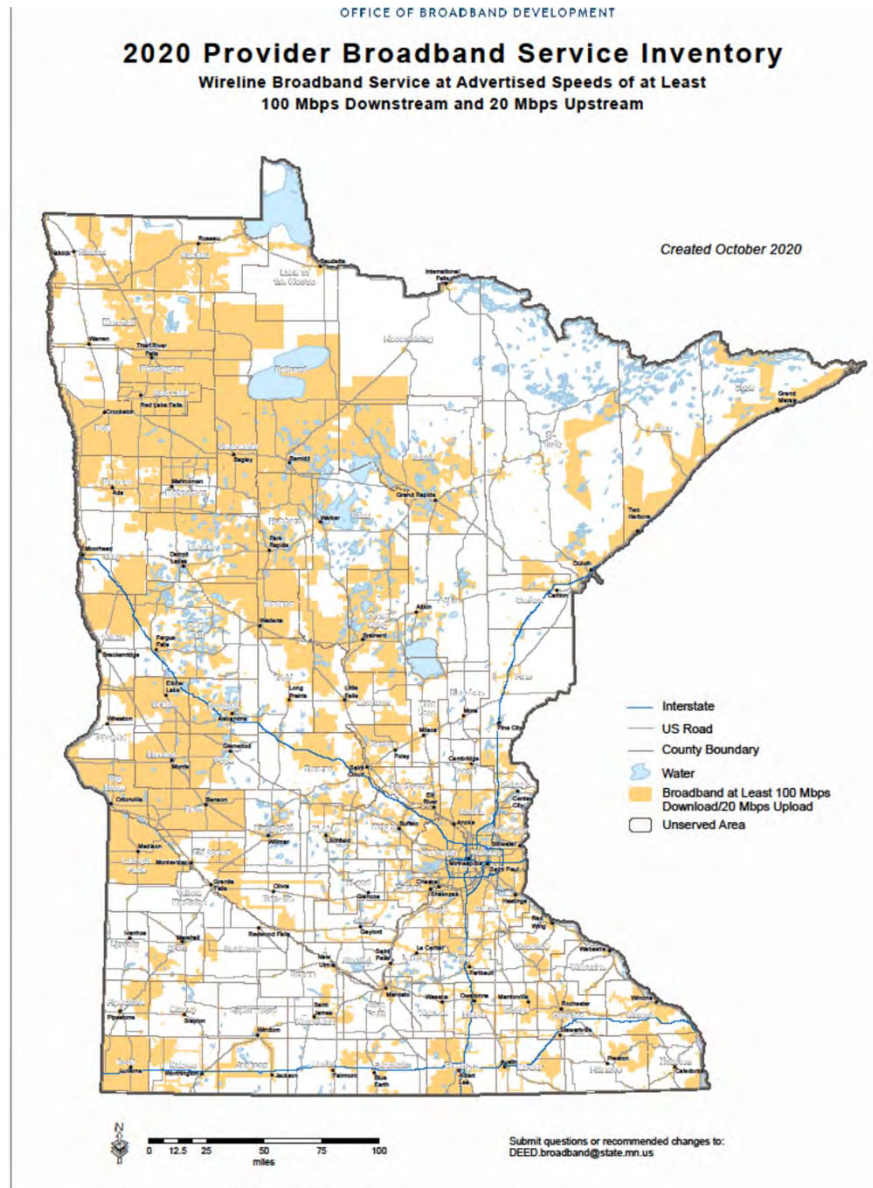 OFFICE OF BROADBAND DEVELOPMENT
2020 Provider Broadband Service Inventory
Wireline Broadband Service at Advertised Speeds of at Least
100 Mbps Downstream and 20 Mbps Upstream
Created October 2020
Roseau
Baudette
International
Falls
Warren
Thief River
Falls
Red Lake Falls
Crookston
Grand
Marais
Bagley
Bemidji
Mahnomen
Ada
Grand Rapids
Walker
Two
Harbors
Park
Rapids
Moorhead
Detroit
Lakes
Duluth
Carlton
Wadena
Wadena
Aitkin
Brainerd
Fergus
Falls
Breckenridge
Elbow
Lake
Long
Prairie
Little
Falls
Wheaton
Alexandria
Mora
Pine City
Milaca
Glenwood
Morris
Foley
Cambridge
Saint
Cloud
Elk
River
Center
City
Ortonville
Benson
Buffalo
Anoka
Stillwater
Willmar
Litchfield
Minneapolis
Saint Paul
Madison
Montevideo
Chaska
Shakopee
Granite
Falls
Olivia
Glencoe
Hastings
Red
Wing
Gaylord
Ivanhoe
Marshall
Redwood Falls
Le Center
Wabasha
New
Ulm
Saint
Peter
Faribault
Mankato
Waseca
Owatonna
Mantorville
Rochester
Winona
Pipestone
Slayton
Saint
James
Stewartville
Windom
Preston
Caledonia
Luverne
Worthington
Jackson
Fairmont
Blue
Earth
Albert
Lea
Austin
Interstate
US Road
County Boundary
Water
Broadband at Least 100 Mbps
Download/20 Mbps Upload
Unserved Area
N
0 12.5 25 50 75 100
miles
Submit questions or recommended changes to:
DEED.broadband@state.mn.us